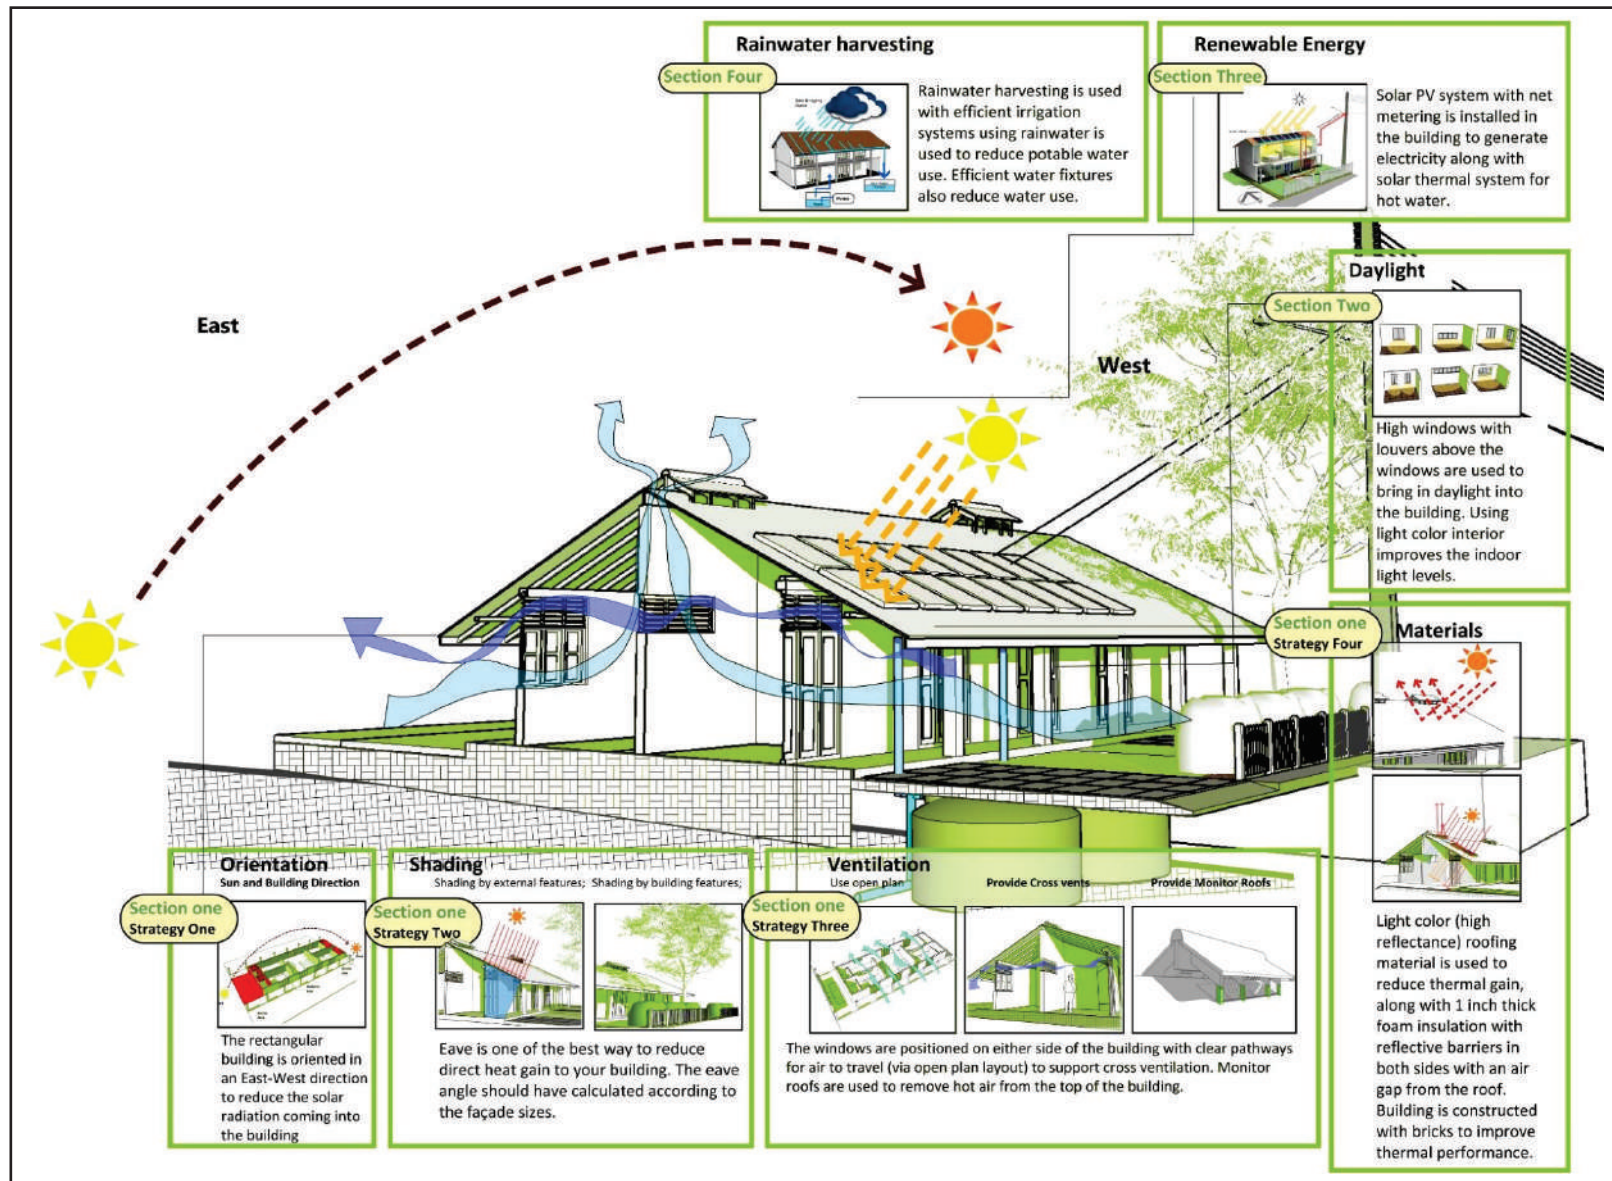 Rainwater harvesting
Section Four
Rainwater harvesting is used
with efficient irrigation
systems using rainwater is
used to reduce potable water
use. Efficient water fixtures
also reduce water use.
Renewable Energy
Section Three
Solar PV system with net
metering is installed in
the building to generate
electricity along with
solar thermal system for
hot water.
East
West
Daylight
Section Two
High windows with
louvers above the
windows are used to
bring in daylight into
the building. Using
light color interior
improves the indoor
light levels.
Section one
Strategy Four
Materials
Light color (high
reflectance) roofing
material is used to
reduce thermal gain,
along with 1 inch thick
foam insulation with
reflective barriers in
both sides with an air
gap from the roof.
Building is constructed
with bricks to improve
thermal performance.
Orientation
Sun and Building Direction
Section one
Strategy One
The rectangular
building is oriented in
an East-West direction
to reduce the solar
radiation coming into
the building
Shading
Shading by external features; Shading by building features;
Section one
Strategy Two
Eave is one of the best way to reduce
direct heat gain to your building. The eave
angle should have calculated according to
the façade sizes.
Ventilation
Use open plan
Provide Cross vents
Provide Monitor Roofs
Section one
Strategy Three
The windows are positioned on either side of the building with clear pathways
for air to travel (via open plan layout) to support cross ventilation. Monitor
roofs are used to remove hot air from the top of the building.